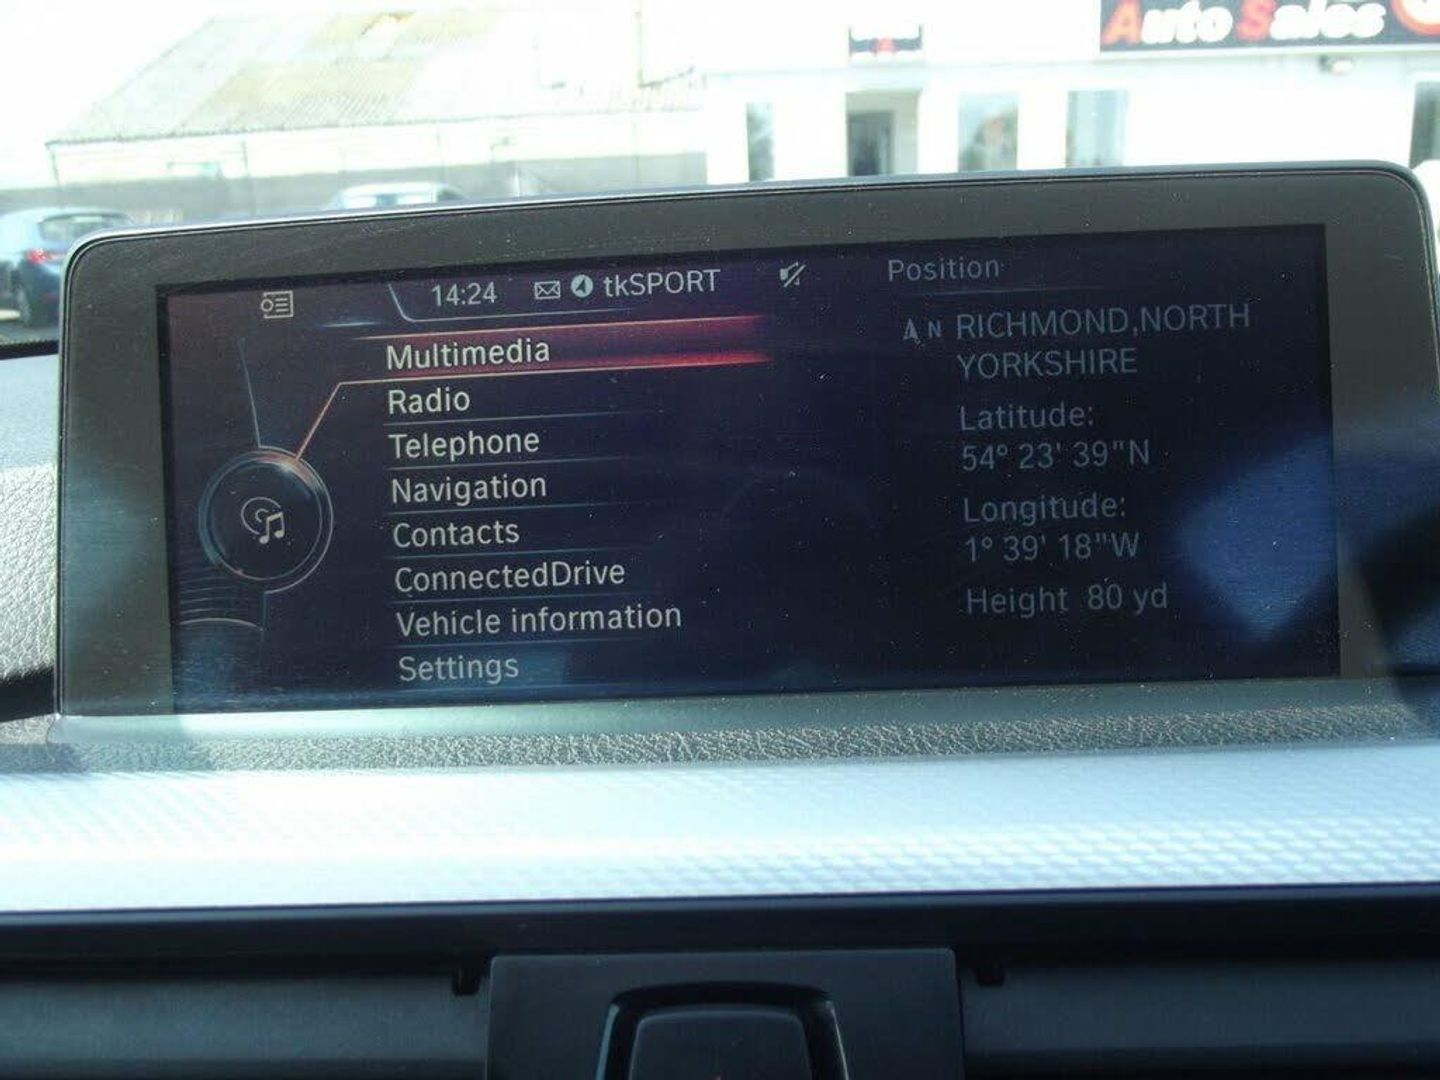 Auto Sales
14:24 tkSPORT
Multimedia
Radio
Telephone
Navigation
Contacts
ConnectedDrive
Vehicle information
Settings
Position
N RICHMOND,NORTH
YORKSHIRE
Latitude:
54° 23' 39"N
Longitude:
1° 39' 18"W
Height 80 yd